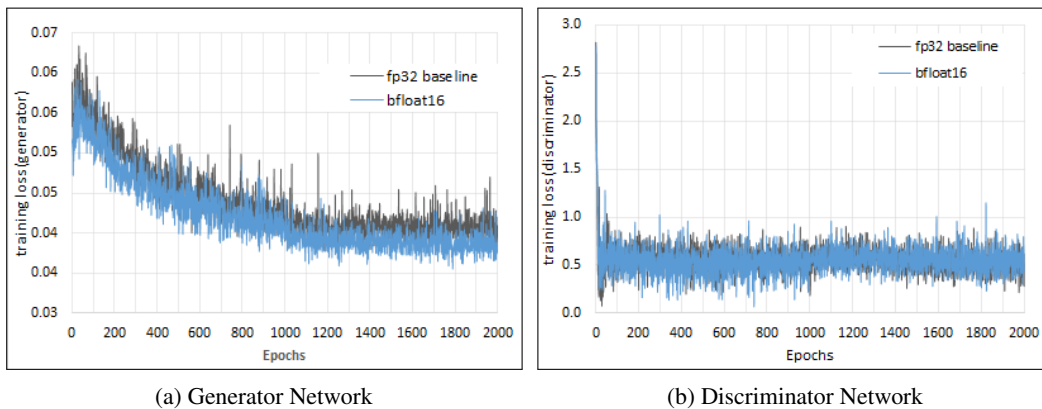 0.07
0.06
0.06
0.05
0.05
0.04
0.04
0.03
training loss(generator)
fp32 baseline
bfloat16
0 200 400 600 800 1000 1200 1400 1600 1800 2000
Epochs
(a) Generator Network
3.0
2.5
2.0
1.5
1.0
0.5
0.0
training loss(discriminator)
fp32 baseline
bfloat16
0 200 400 600 800 1000 1200 1400 1600 1800 2000
Epochs
(b) Discriminator Network